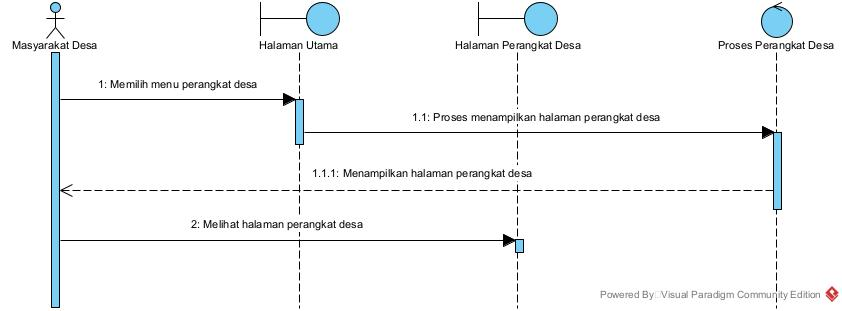 Masyarakat Desa
Halaman Utama
Halaman Perangkat Desa
Proses Perangkat Desa
1: Memilih menu perangkat desa
1.1: Proses menampilkan halaman perangkat desa
1.1.1: Menampilkan halaman perangkat desa
2: Melihat halaman perangkat desa
Powered By Visual Paradigm Community Edition